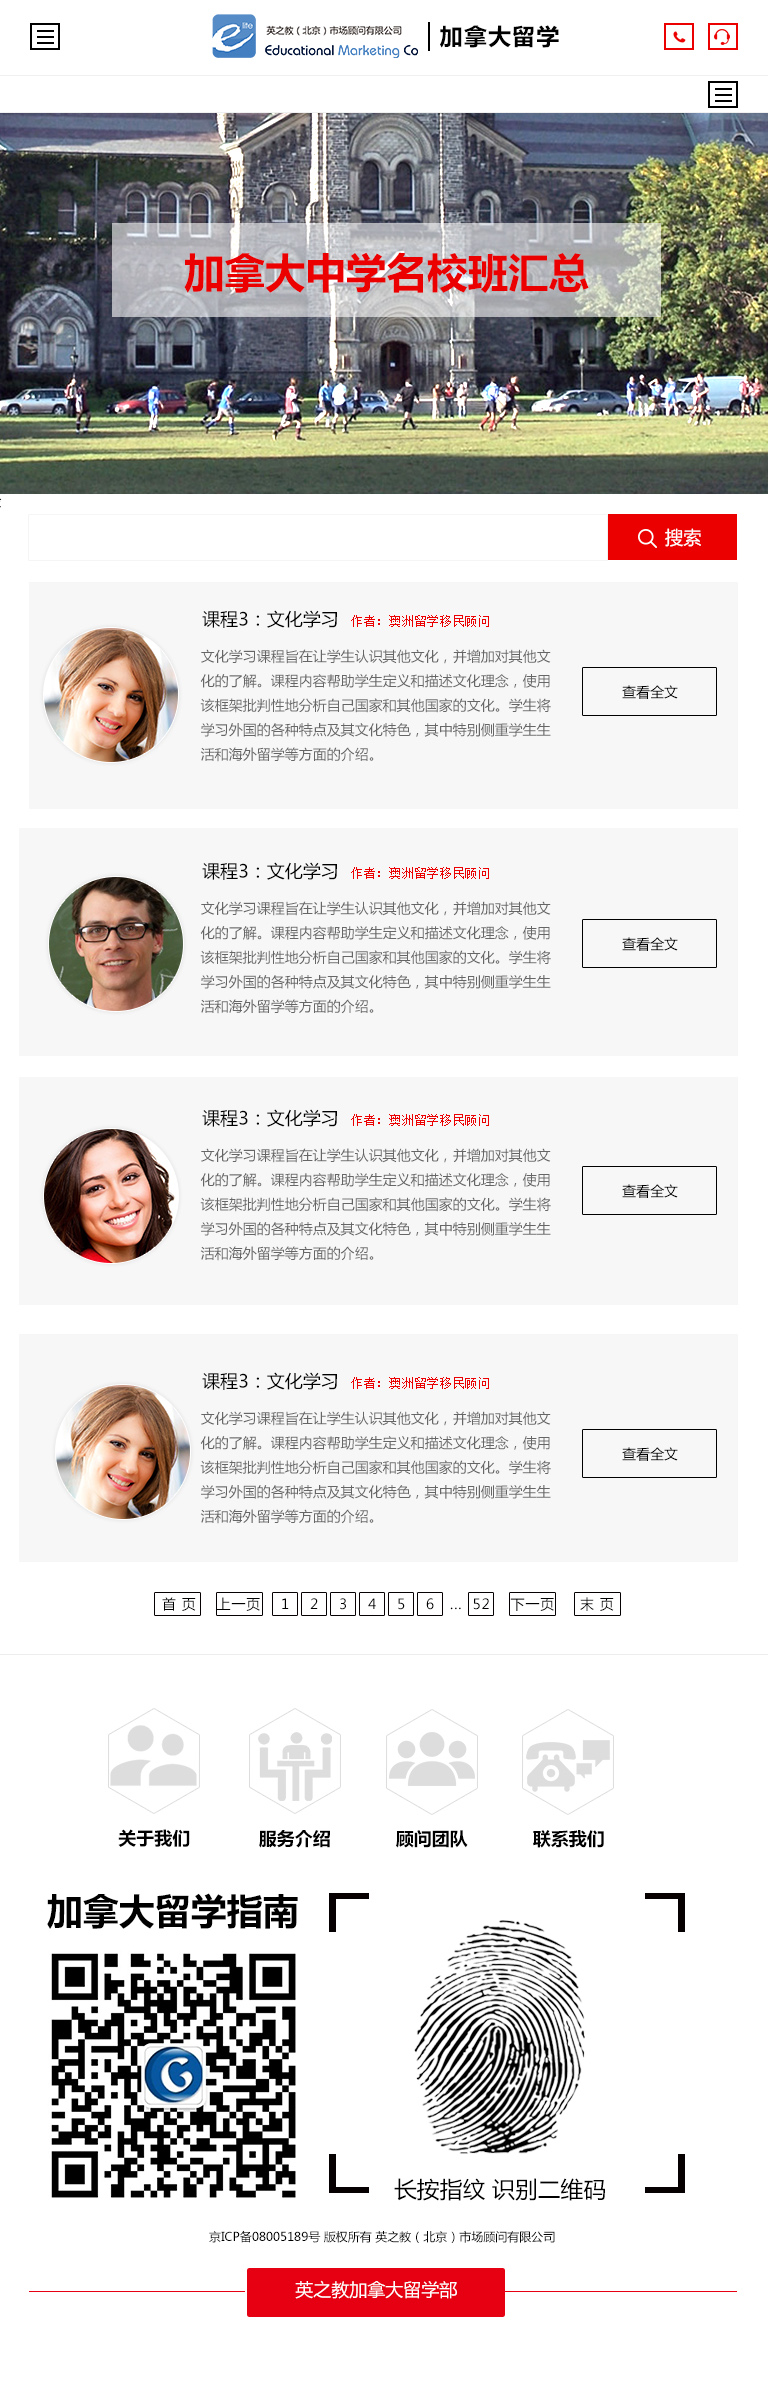 英之教（北京）市场顾问有限公司
Educational Marketing Co
elife
加拿大留学
加拿大中学名校班汇总
搜索
课程3：文化学习 作者：澳洲留学移民顾问
文化学习课程旨在让学生认识其他文化，并增加对其他文
化的了解。课程内容帮助学生定义和描述文化理念，使用
该框架批判性地分析自己国家和其他国家的文化。学生将
学习外国的各种特点及其文化特色，其中特别侧重学生生
活和海外留学等方面的介绍。
查看全文
课程3：文化学习 作者：澳洲留学移民顾问
文化学习课程旨在让学生认识其他文化，并增加对其他文
化的了解。课程内容帮助学生定义和描述文化理念，使用
该框架批判性地分析自己国家和其他国家的文化。学生将
学习外国的各种特点及其文化特色，其中特别侧重学生生
活和海外留学等方面的介绍。
查看全文
课程3：文化学习 作者：澳洲留学移民顾问
文化学习课程旨在让学生认识其他文化，并增加对其他文
化的了解。课程内容帮助学生定义和描述文化理念，使用
该框架批判性地分析自己国家和其他国家的文化。学生将
学习外国的各种特点及其文化特色，其中特别侧重学生生
活和海外留学等方面的介绍。
查看全文
课程3：文化学习 作者：澳洲留学移民顾问
文化学习课程旨在让学生认识其他文化，并增加对其他文
化的了解。课程内容帮助学生定义和描述文化理念，使用
该框架批判性地分析自己国家和其他国家的文化。学生将
学习外国的各种特点及其文化特色，其中特别侧重学生生
活和海外留学等方面的介绍。
查看全文
首 页 上一页 1 2 3 4 5 6 ... 52 下一页 末 页
关于我们 服务介绍 顾问团队 联系我们
加拿大留学指南
长按指纹 识别二维码
京ICP备08005189号 版权所有 英之教（北京）市场顾问有限公司
英之教加拿大留学部